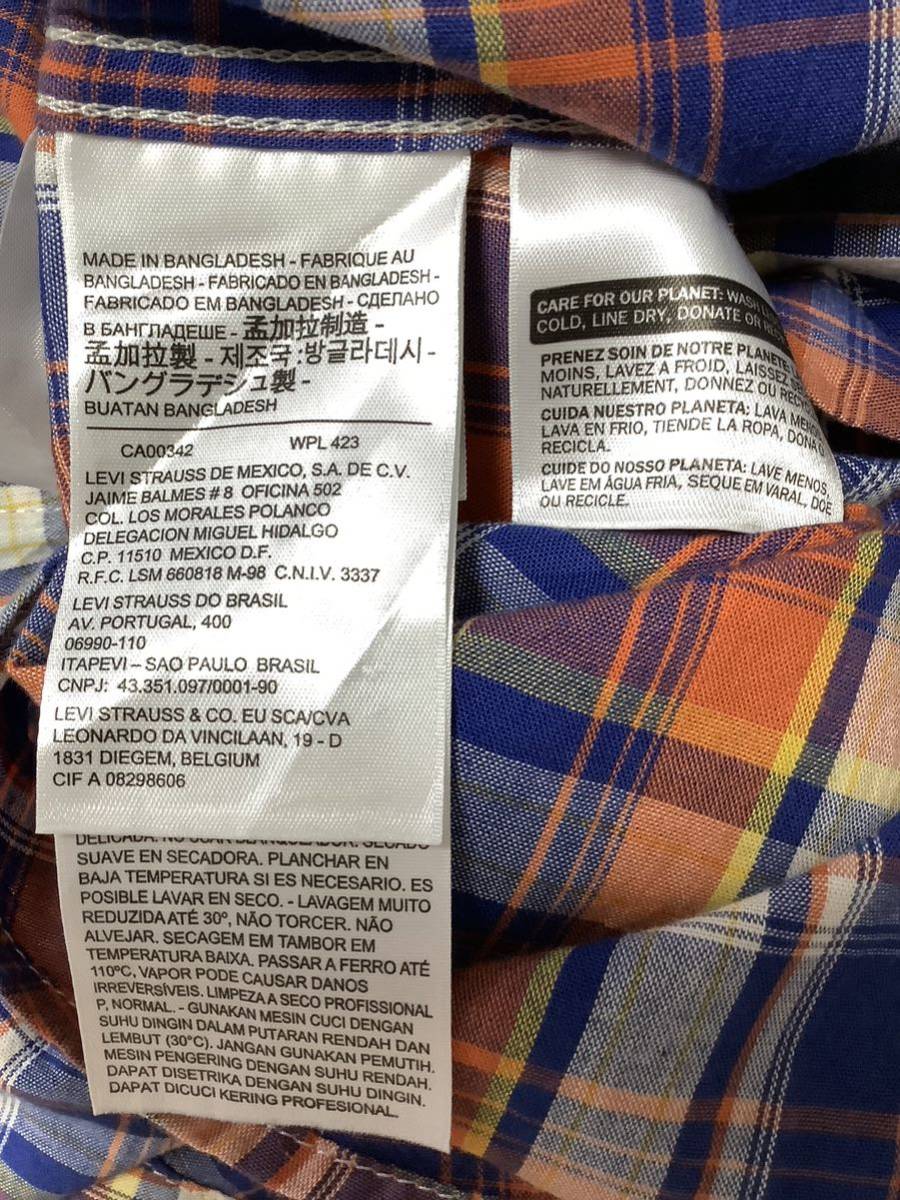 MADE IN BANGLADESH - FABRIQUE AU
BANGLADESH - FABRICADO EN BANGLADESH -
FABRICADO EM BANGLADESH - СДЕЛАНО
В БАНГЛАДЕШЕ - 孟加拉制造 -
孟加拉製 - 제조국 :방글라데시 -
バングラデシュ製 -
BUATAN BANGLADESH
CA00342 WPL 423
LEVI STRAUSS DE MEXICO, S.A. DE C.V.
JAIME BALMES # 8 OFICINA 502
COL. LOS MORALES POLANCO
DELEGACION MIGUEL HIDALGO
C.P. 11510 MEXICO D.F.
R.F.C. LSM 660818 M-98 C.N.I.V. 3337
LEVI STRAUSS DO BRASIL
AV. PORTUGAL, 400
06990-110
ITAPEVI – SAO PAULO BRASIL
CNPJ: 43.351.097/0001-90
LEVI STRAUSS & CO. EU SCA/CVA
LEONARDO DA VINCILAAN, 19 - D
1831 DIEGEM, BELGIUM
CIF A 08298606
DELICADA. NO USAR BLANQUEADOR. SECADO
SUAVE EN SECADORA. PLANCHAR EN
BAJA TEMPERATURA SI ES NECESARIO. ES
POSIBLE LAVAR EN SECO. - LAVAGEM MUITO
REDUZIDA ATÉ 30º, NÃO TORCER. NÃO
ALVEJAR. SECAGEM EM TAMBOR EM
TEMPERATURA BAIXA. PASSAR A FERRO ATÉ
110ºC, VAPOR PODE CAUSAR DANOS
IRREVERSÍVEIS. LIMPEZA A SECO PROFISSIONAL
P, NORMAL. - GUNAKAN MESIN CUCI DENGAN
SUHU DINGIN DALAM PUTARAN RENDAH DAN
LEMBUT (30°C). JANGAN GUNAKAN PEMUTIH.
MESIN PENGERING DENGAN SUHU RENDAH.
DAPAT DISETRIKA DENGAN SUHU DINGIN.
DAPAT DICUCI KERING PROFESIONAL.
CARE FOR OUR PLANET: WASH
COLD, LINE DRY, DONATE OR
PRENEZ SOIN DE NOTRE PLANETE
MOINS, LAVEZ A FROID, LAISSEZ
NATURELLEMENT, DONNEZ OU
CUIDA NUESTRO PLANETA: LAVA
LAVA EN FRIO, TIENDE LA ROPA, DONA O
RECICLA.
CUIDE DO NOSSO PLANETA: LAVE MENOS,
LAVE EM ÁGUA FRIA, SEQUE EM VARAL, DOE
OU RECICLE.